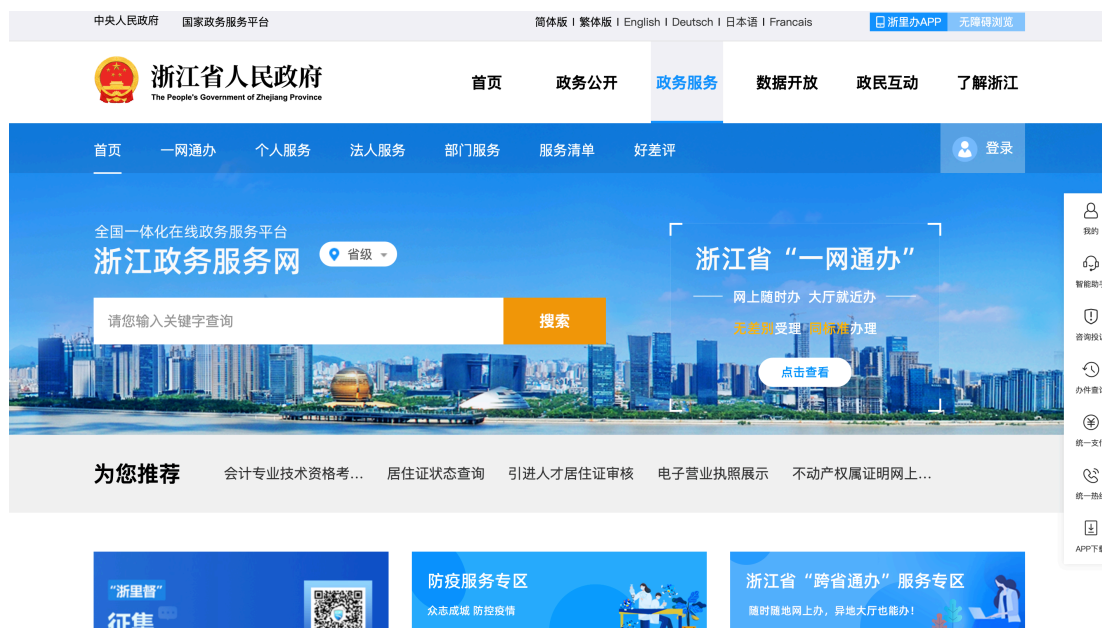 中央人民政府 国家政务服务平台 简体版 I 繁体版 I English I Deutsch I 日本语 I Francais 浙里办APP 无障碍浏览
浙江省人民政府
The People's Government of Zhejiang Province
首页 政务公开 政务服务 数据开放 政民互动 了解浙江
首页 一网通办 个人服务 法人服务 部门服务 服务清单 好差评 登录
全国一体化在线政务服务平台
浙江政务服务网 省级
请您输入关键字查询 搜索
浙江省“一网通办”
网上随时办 大厅就近办
无差别受理 同标准办理
点击查看
我的
智能助
咨询投
办件查
统一支
统一热
APP下
为您推荐 会计专业技术资格考... 居住证状态查询 引进人才居住证审核 电子营业执照展示 不动产权属证明网上...
“浙里督”
征集
防疫服务专区
众志成城 防控疫情
浙江省“跨省通办”服务专区
随时随地网上办，异地大厅也能办！